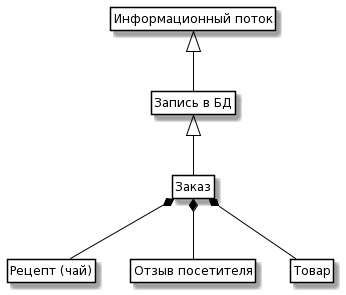 Информационный поток
Запись в БД
Заказ
Рецепт (чай)
Отзыв посетителя
Товар